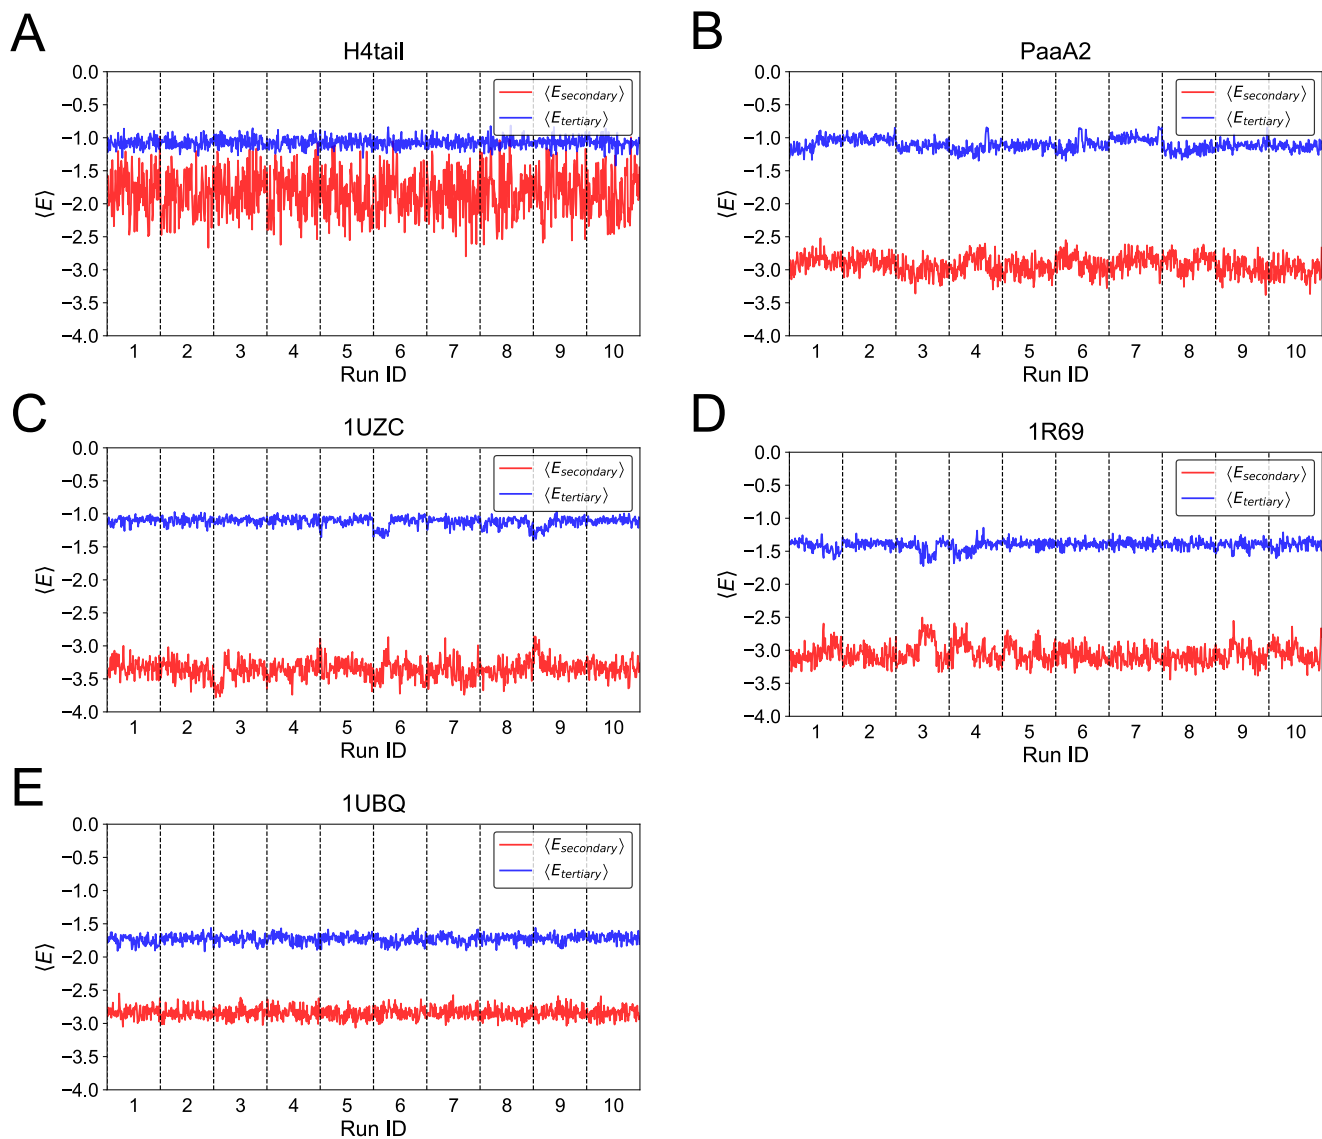 A
H4tail
0.0
−0.5
−1.0
−1.5
−2.0
−2.5
−3.0
−3.5
−4.0
⟨E⟩
⟨E_secondary⟩
⟨E_tertiary⟩
1 2 3 4 5 6 7 8 9 10
Run ID
B
PaaA2
0.0
−0.5
−1.0
−1.5
−2.0
−2.5
−3.0
−3.5
−4.0
⟨E⟩
⟨E_secondary⟩
⟨E_tertiary⟩
1 2 3 4 5 6 7 8 9 10
Run ID
C
1UZC
0.0
−0.5
−1.0
−1.5
−2.0
−2.5
−3.0
−3.5
−4.0
⟨E⟩
⟨E_secondary⟩
⟨E_tertiary⟩
1 2 3 4 5 6 7 8 9 10
Run ID
D
1R69
0.0
−0.5
−1.0
−1.5
−2.0
−2.5
−3.0
−3.5
−4.0
⟨E⟩
⟨E_secondary⟩
⟨E_tertiary⟩
1 2 3 4 5 6 7 8 9 10
Run ID
E
1UBQ
0.0
−0.5
−1.0
−1.5
−2.0
−2.5
−3.0
−3.5
−4.0
⟨E⟩
⟨E_secondary⟩
⟨E_tertiary⟩
1 2 3 4 5 6 7 8 9 10
Run ID